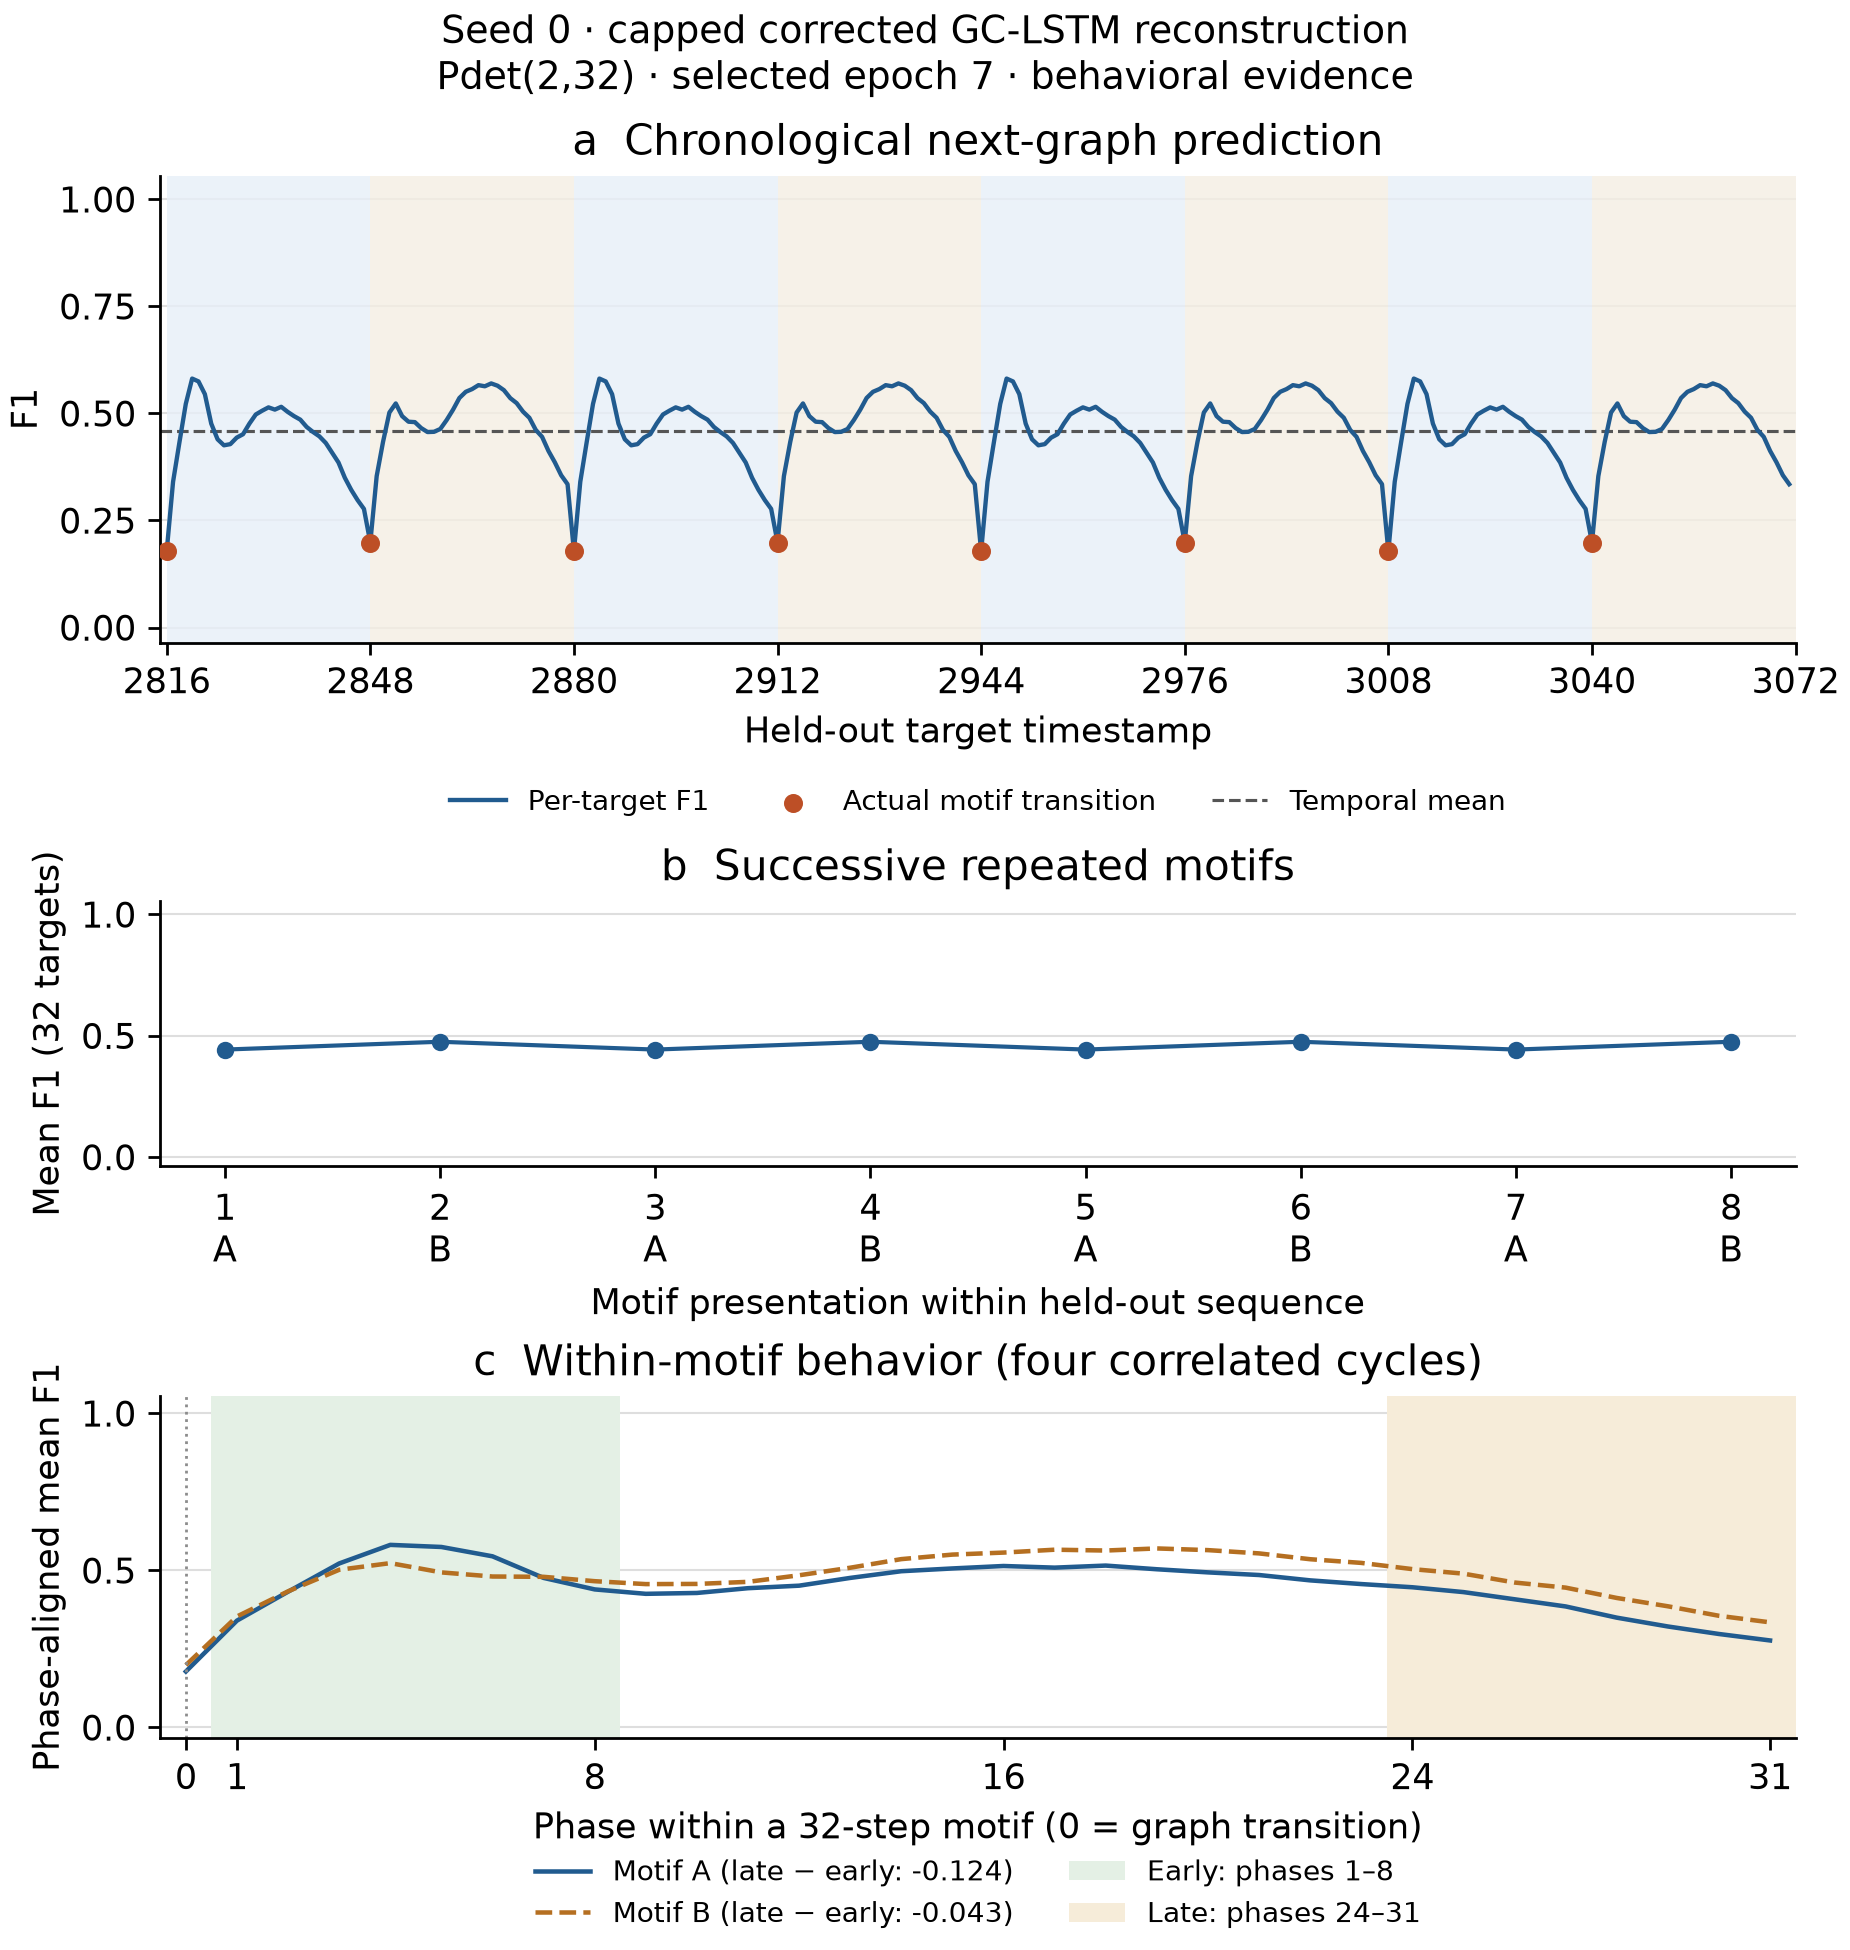 Seed 0 · capped corrected GC-LSTM reconstruction
Pdet(2,32) · selected epoch 7 · behavioral evidence
a  Chronological next-graph prediction
F1
1.00
0.75
0.50
0.25
0.00
2816 2848 2880 2912 2944 2976 3008 3040 3072
Held-out target timestamp
Per-target F1 Actual motif transition Temporal mean
b  Successive repeated motifs
Mean F1 (32 targets)
1.0
0.5
0.0
1 2 3 4 5 6 7 8
A B A B A B A B
Motif presentation within held-out sequence
c  Within-motif behavior (four correlated cycles)
Phase-aligned mean F1
1.0
0.5
0.0
0 1 8 16 24 31
Phase within a 32-step motif (0 = graph transition)
Motif A (late − early: -0.124) Early: phases 1–8
Motif B (late − early: -0.043) Late: phases 24–31